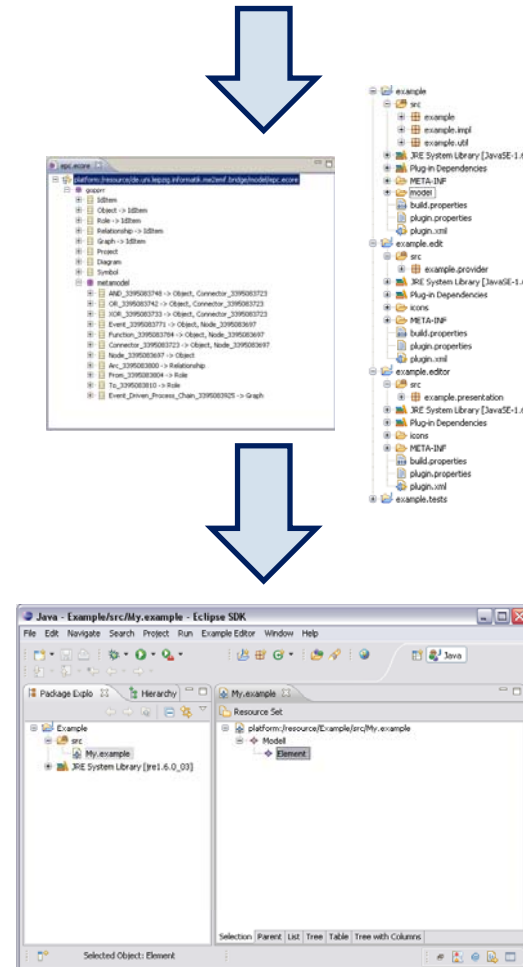 example
src
example
example.impl
example.util
JRE System Library [JavaSE-1.6
Plug-in Dependencies
META-INF
model
build.properties
plugin.properties
plugin.xml
example.edit
src
example.provider
JRE System Library [JavaSE-1.6
Plug-in Dependencies
icons
META-INF
build.properties
plugin.properties
plugin.xml
example.editor
src
example.presentation
JRE System Library [JavaSE-1.6
Plug-in Dependencies
icons
META-INF
build.properties
plugin.properties
plugin.xml
example.tests
epc.ecore
platform:/resource/de.uni.leipzig.informatik.me2emf.bridge/model/epc.ecore
gopprr
IdItem
Object -> IdItem
Role -> IdItem
Relationship -> IdItem
Graph -> IdItem
Project
Diagram
Symbol
metamodel
AND_3395083748 -> Object, Connector_3395083723
OR_3395083742 -> Object, Connector_3395083723
XOR_3395083733 -> Object, Connector_3395083723
Event_3395083771 -> Object, Node_3395083697
Function_3395083784 -> Object, Node_3395083697
Connector_3395083723 -> Object, Node_3395083697
Node_3395083697 -> Object
Arc_3395083800 -> Relationship
From_3395083804 -> Role
To_3395083810 -> Role
Event_Driven_Process_Chain_3395083925 -> Graph
Java - Example/src/My.example - Eclipse SDK
File Edit Navigate Search Project Run Example Editor Window Help
Java
Package Explo Hierarchy
Example
src
My.example
JRE System Library [jre1.6.0_03]
My.example
Resource Set
platform:/resource/Example/src/My.example
Modell
Element
Selection Parent List Tree Table Tree with Columns
Selected Object: Element